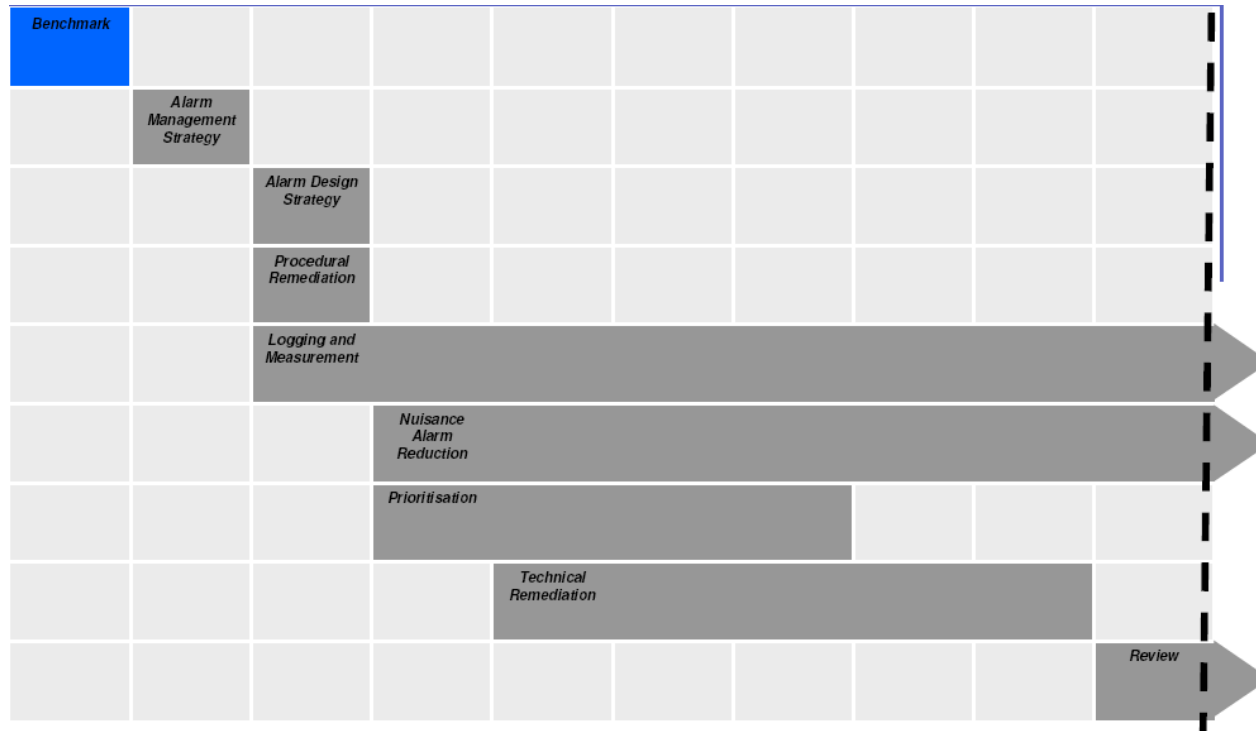 Benchmark
Alarm
Management
Strategy
Alarm Design
Strategy
Procedural
Remediation
Logging and
Measurement
Nuisance
Alarm
Reduction
Prioritisation
Technical
Remediation
Review